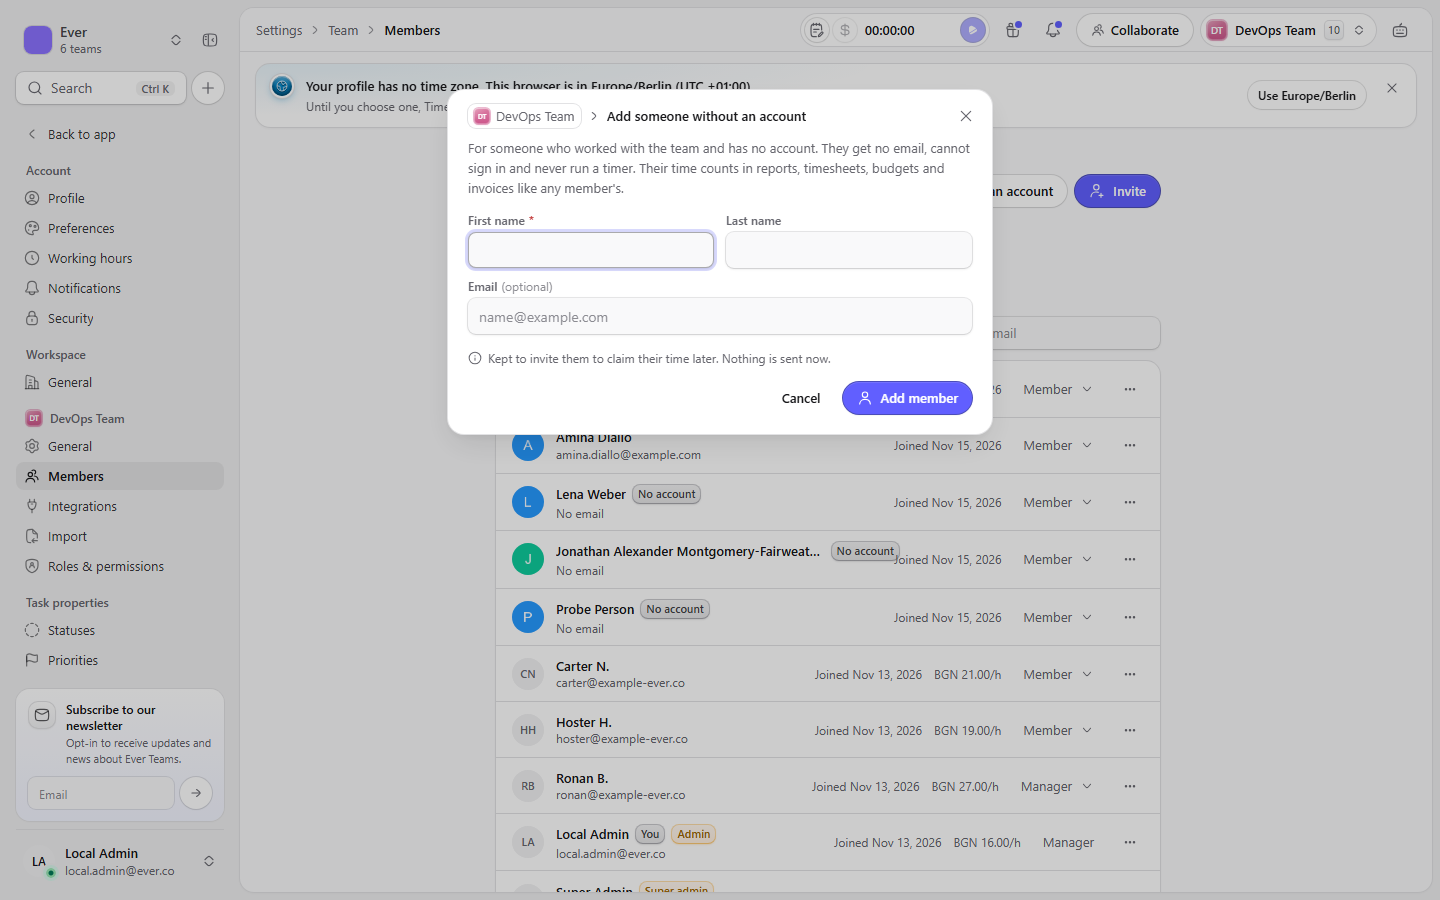 Ever
6 teams
Search
Ctrl K
Back to app
Account
Profile
Preferences
Working hours
Notifications
Security
Workspace
General
DT DevOps Team
General
Members
Integrations
Import
Roles & permissions
Task properties
Statuses
Priorities
Subscribe to our
newsletter
Opt-in to receive updates and
news about Ever Teams.
Email
LA
Local Admin
local.admin@ever.co
Settings
Team
Members
00:00:00
Collaborate
DT DevOps Team 10
Your profile has no time zone. This browser is in Europe/Berlin (UTC +01:00)
Until you choose one, Time
Use Europe/Berlin
DT DevOps Team
Add someone without an account
For someone who worked with the team and has no account. They get no email, cannot
sign in and never run a timer. Their time counts in reports, timesheets, budgets and
invoices like any member's.
First name *
Last name
Email (optional)
name@example.com
Kept to invite them to claim their time later. Nothing is sent now.
Cancel
Add member
an account
Invite
Member
A
Amina Diallo
amina.diallo@example.com
Joined Nov 15, 2026
Member
L
Lena Weber
No account
No email
Joined Nov 15, 2026
Member
J
Jonathan Alexander Montgomery-Fairweat...
No account
No email
Joined Nov 15, 2026
Member
P
Probe Person
No account
No email
Joined Nov 15, 2026
Member
CN
Carter N.
carter@example-ever.co
Joined Nov 13, 2026
BGN 21.00/h
Member
HH
Hoster H.
hoster@example-ever.co
Joined Nov 13, 2026
BGN 19.00/h
Member
RB
Ronan B.
ronan@example-ever.co
Joined Nov 13, 2026
BGN 27.00/h
Manager
LA
Local Admin
You
Admin
local.admin@ever.co
Joined Nov 13, 2026
BGN 16.00/h
Manager
Super Admin
Super admin